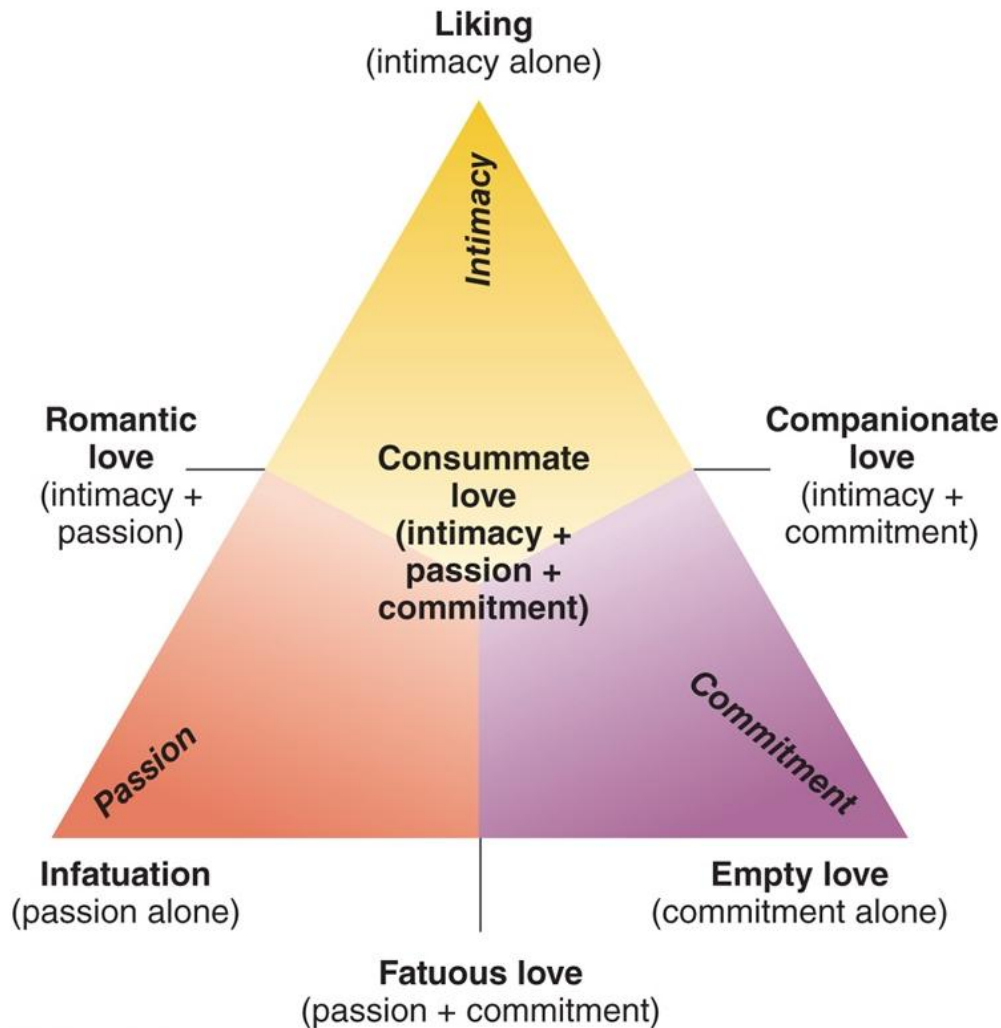 Liking
(intimacy alone)
Intimacy
Romantic
love
(intimacy +
passion)
Consummate
love
(intimacy +
passion +
commitment)
Companionate
love
(intimacy +
commitment)
Passion
Commitment
Infatuation
(passion alone)
Empty love
(commitment alone)
Fatuous love
(passion + commitment)